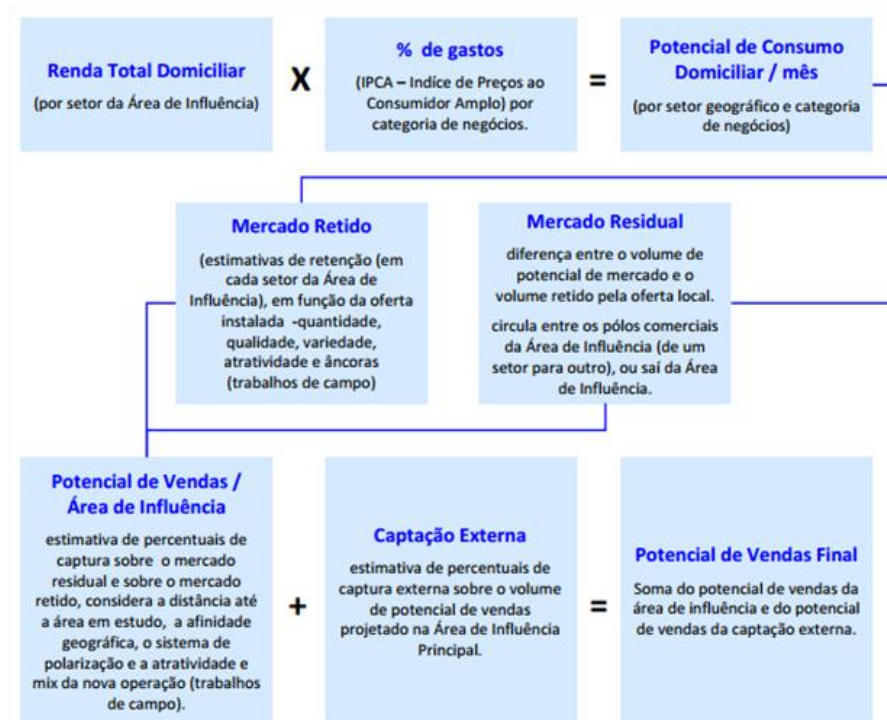 Renda Total Domiciliar
(por setor da Área de Influência)
X
% de gastos
(IPCA – Indíce de Preços ao
Consumidor Amplo) por
categoria de negócios.
=
Potencial de Consumo
Domiciliar / mês
(por setor geográfico e categoria
de negócios)
Mercado Retido
(estimativas de retenção (em
cada setor da Área de
Influência), em função da oferta
instalada -quantidade,
qualidade, variedade,
atratividade e âncoras
(trabalhos de campo)
Mercado Residual
diferença entre o volume de
potencial de mercado e o
volume retido pela oferta local.
circula entre os pólos comerciais
da Área de Influência (de um
setor para outro), ou saí da Área
de Influência.
Potencial de Vendas /
Área de Influência
estimativa de percentuais de
captura sobre o mercado
residual e sobre o mercado
retido, considera a distância até
a área em estudo, a afinidade
geográfica, o sistema de
polarização e a atratividade e
mix da nova operação (trabalhos
de campo).
+
Captação Externa
estimativa de percentuais de
captura externa sobre o volume
de potencial de vendas
projetado na Área de Influência
Principal.
=
Potencial de Vendas Final
Soma do potencial de vendas da
área de influência e do potencial
de vendas da captação externa.